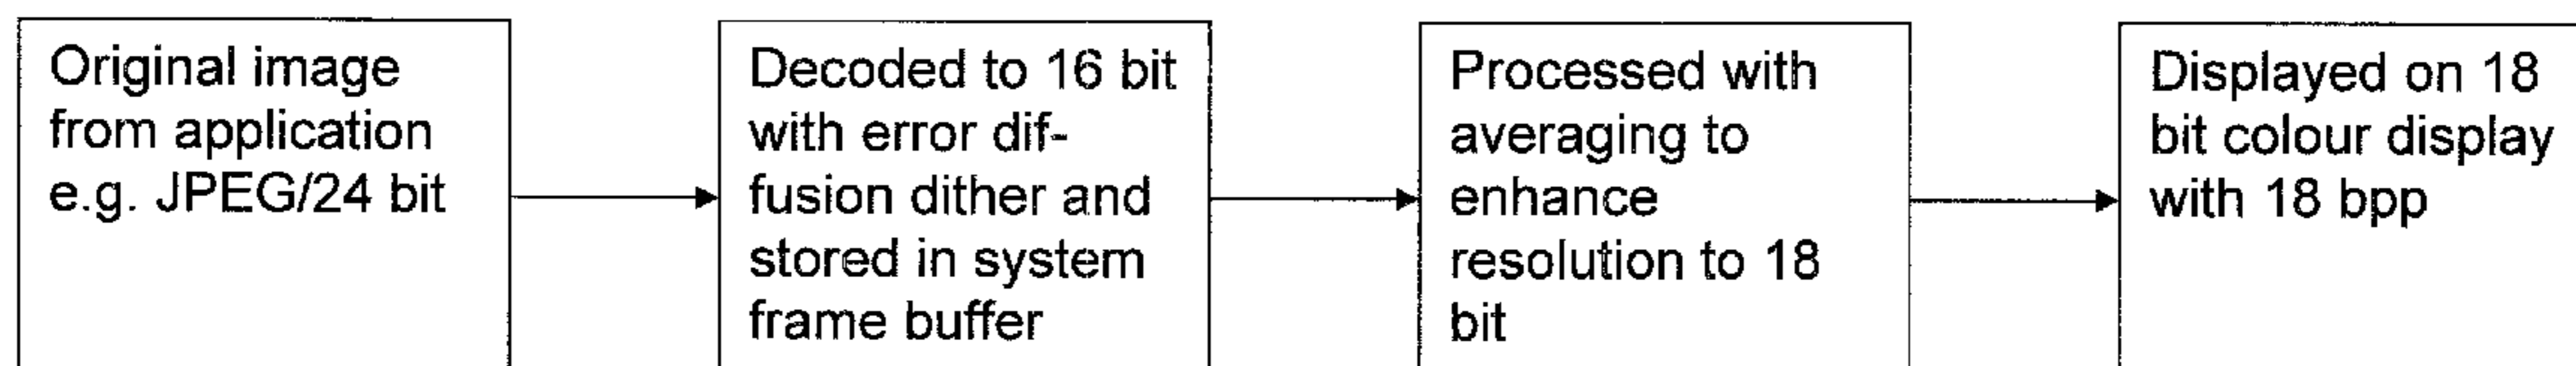 Original image
from application
e.g. JPEG/24 bit
Decoded to 16 bit
with error dif-
fusion dither and
stored in system
frame buffer
Processed with
averaging to
enhance
resolution to 18
bit
Displayed on 18
bit colour display
with 18 bpp